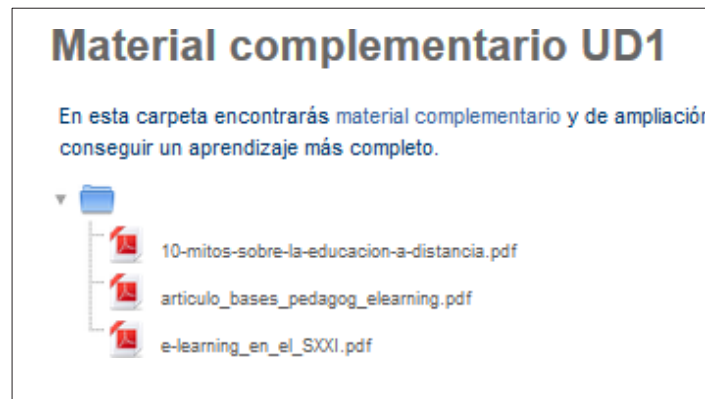 Material complementario UD1
En esta carpeta encontrarás material complementario y de ampliación
conseguir un aprendizaje más completo.
10-mitos-sobre-la-educacion-a-distancia.pdf
articulo_bases_pedagog_elearning.pdf
e-learning_en_el_SXXI.pdf